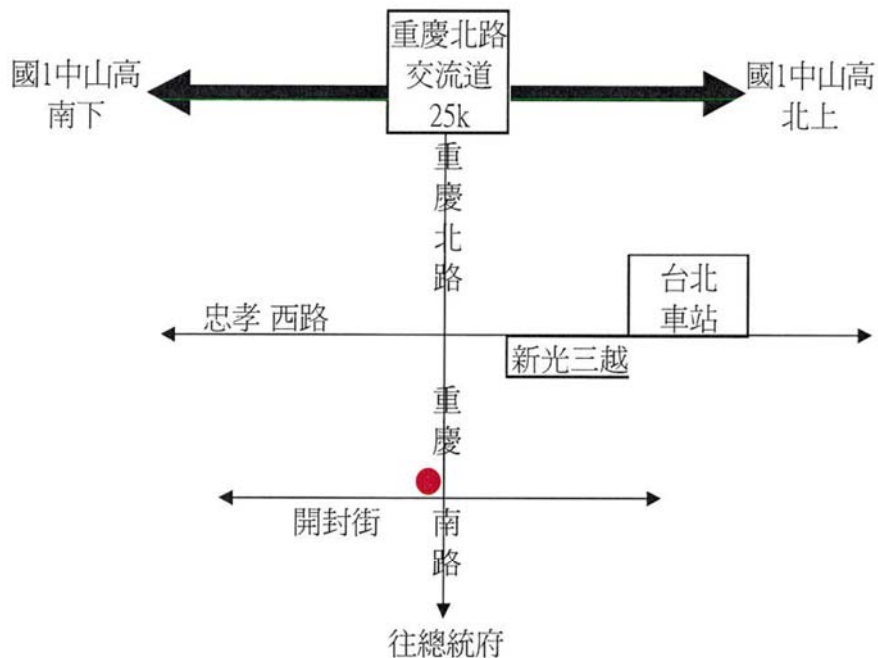 重慶北路
交流道
25k
國1中山高
南下
國1中山高
北上
重慶北路
台北
車站
忠孝 西路
新光三越
重慶南路
開封街
往總統府